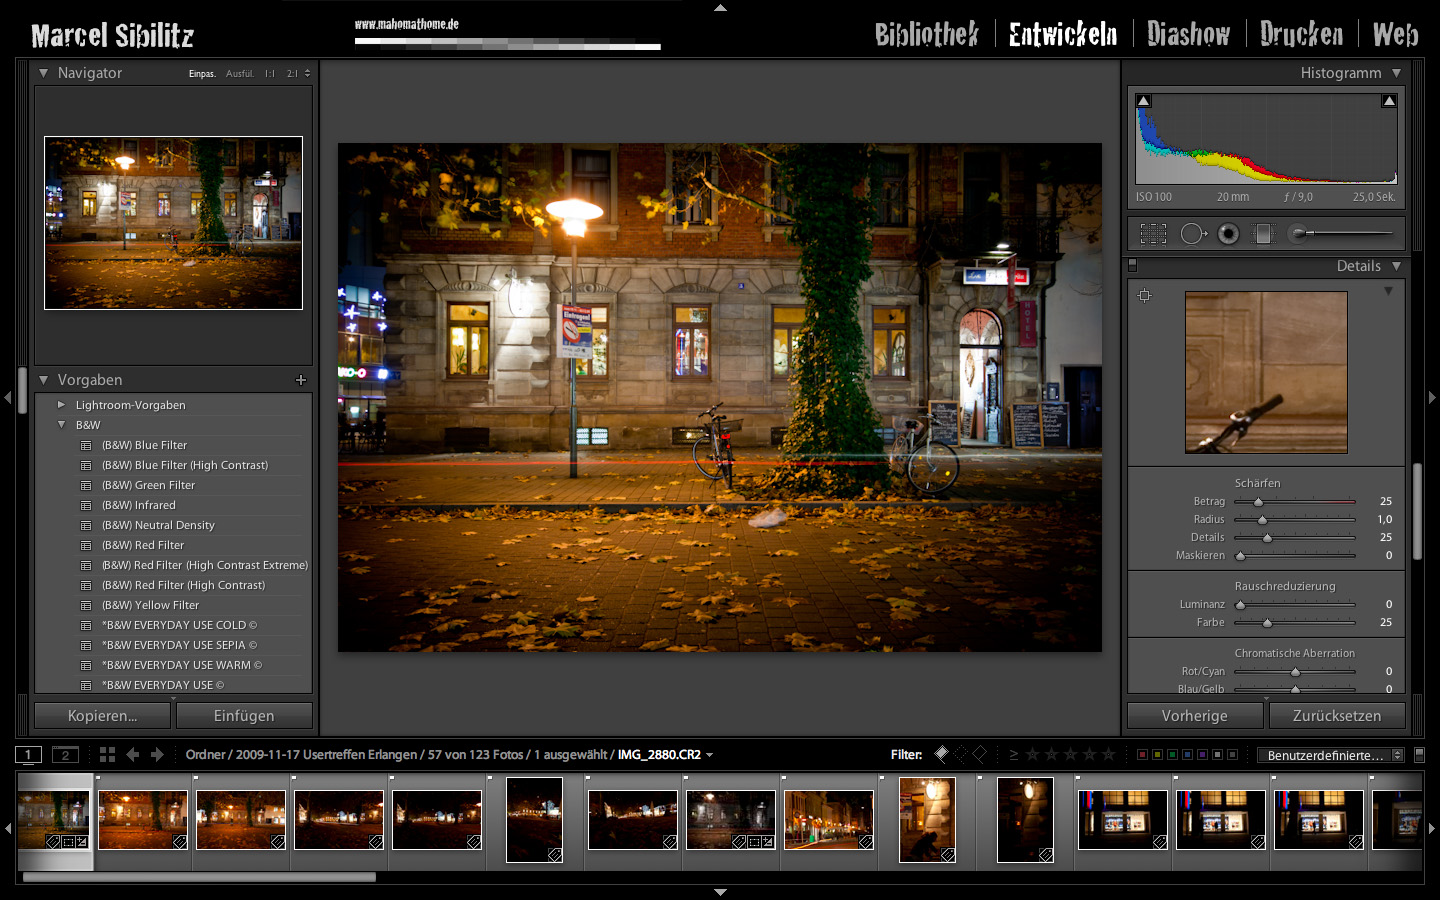 Marcel Sibilitz
www.mahomathome.de
Bibliothek | Entwickeln | Diashow | Drucken | Web
Navigator Einpas. Ausfül. 1:1 2:1
Vorgaben +
Lightroom-Vorgaben
B&W
(B&W) Blue Filter
(B&W) Blue Filter (High Contrast)
(B&W) Green Filter
(B&W) Infrared
(B&W) Neutral Density
(B&W) Red Filter
(B&W) Red Filter (High Contrast Extreme)
(B&W) Red Filter (High Contrast)
(B&W) Yellow Filter
*B&W EVERYDAY USE COLD ©
*B&W EVERYDAY USE SEPIA ©
*B&W EVERYDAY USE WARM ©
*B&W EVERYDAY USE ©
Kopieren... Einfügen
Eintragen!
HOTEL
Histogramm
ISO 100 20 mm ƒ / 9,0 25,0 Sek.
Details
Schärfen
Betrag 25
Radius 1,0
Details 25
Maskieren 0
Rauschreduzierung
Luminanz 0
Farbe 25
Chromatische Aberration
Rot/Cyan 0
Blau/Gelb 0
Vorherige Zurücksetzen
1 2 Ordner / 2009-11-17 Usertreffen Erlangen / 57 von 123 Fotos / 1 ausgewählt / IMG_2880.CR2 Filter: ≥ Benutzerdefinierte...